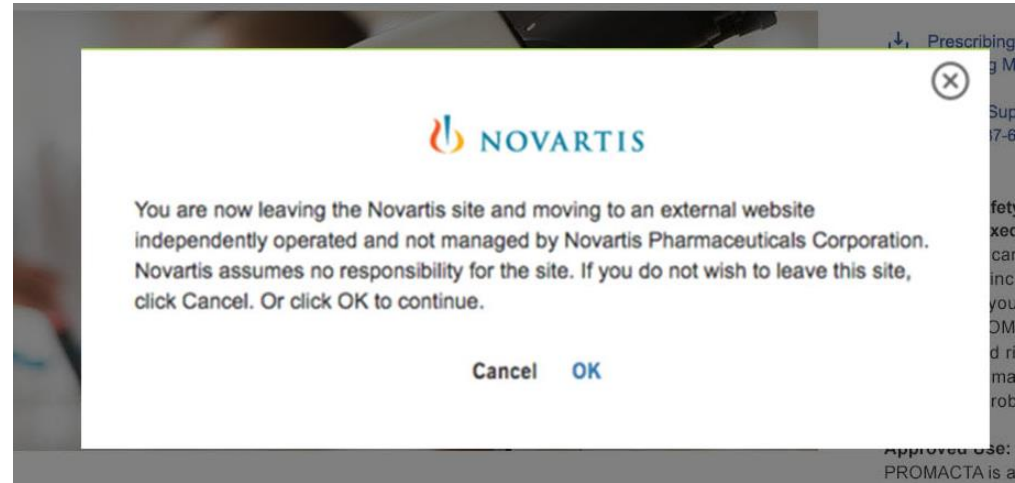 Prescribing
NOVARTIS
You are now leaving the Novartis site and moving to an external website
independently operated and not managed by Novartis Pharmaceuticals Corporation.
Novartis assumes no responsibility for the site. If you do not wish to leave this site,
click Cancel. Or click OK to continue.
Cancel OK
Approved Use:
PROMACTA is a